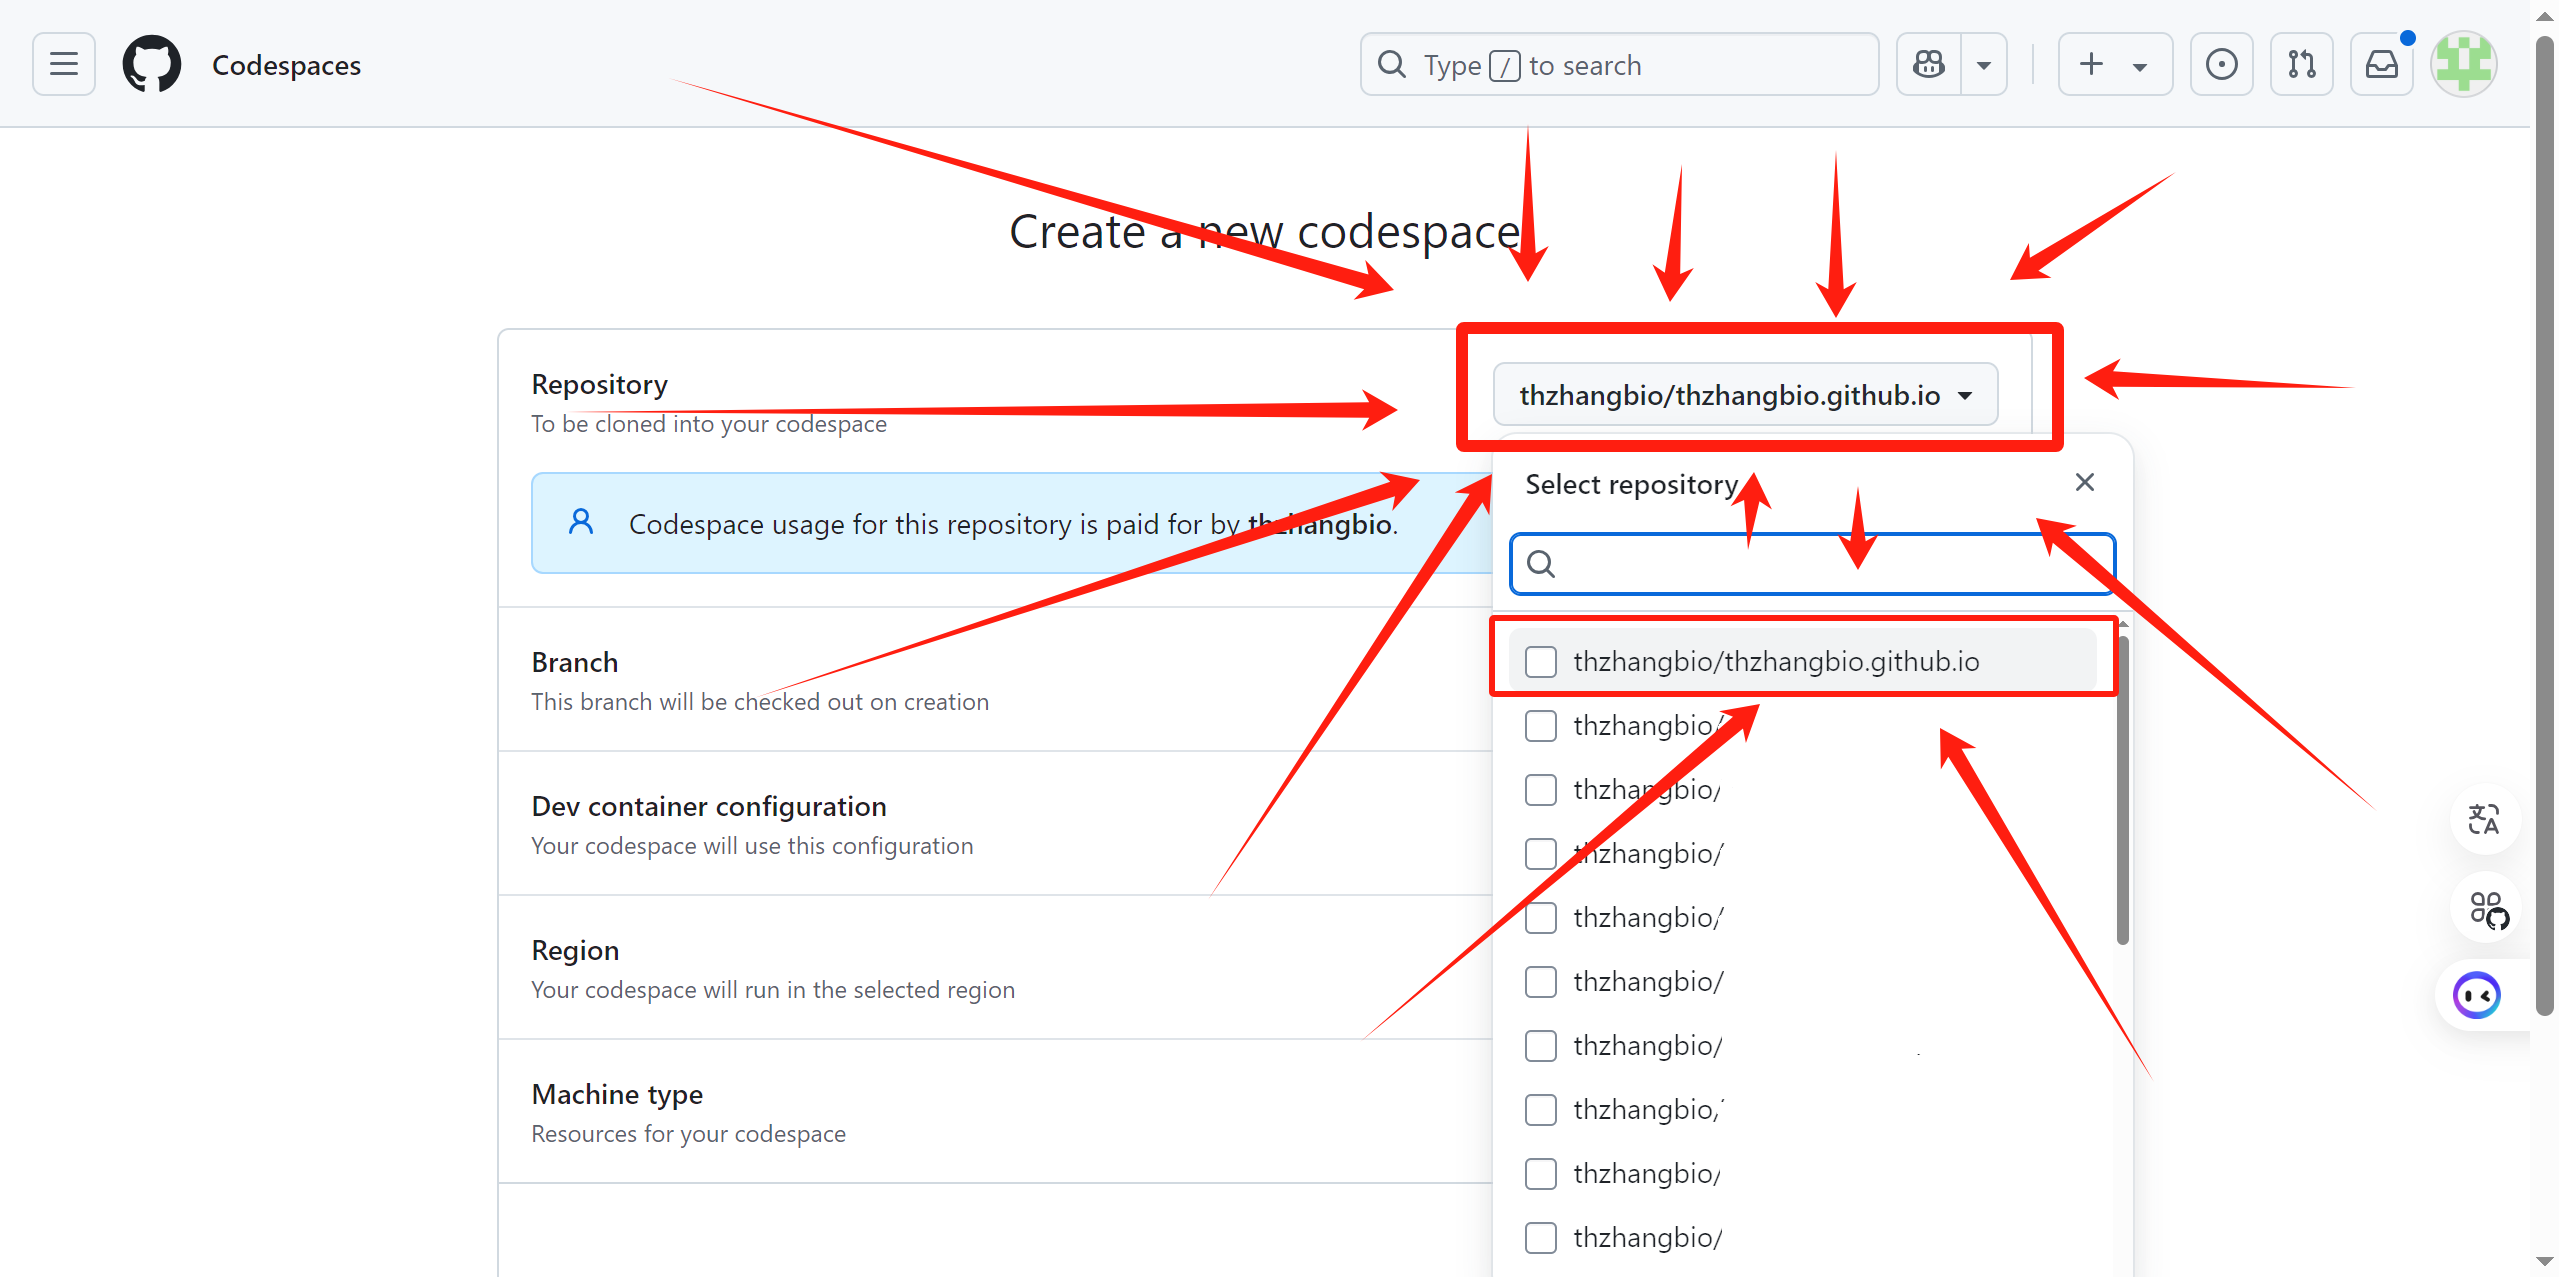 Codespaces
Type / to search
Create a new codespace
Repository
To be cloned into your codespace
thzhangbio/thzhangbio.github.io
Codespace usage for this repository is paid for by thzhangbio.
Select repository
thzhangbio/thzhangbio.github.io
Branch
This branch will be checked out on creation
thzhangbio/
thzhangbio/
Dev container configuration
Your codespace will use this configuration
thzhangbio/
thzhangbio/
Region
Your codespace will run in the selected region
thzhangbio/
thzhangbio/
Machine type
Resources for your codespace
thzhangbio/
thzhangbio/
thzhangbio/